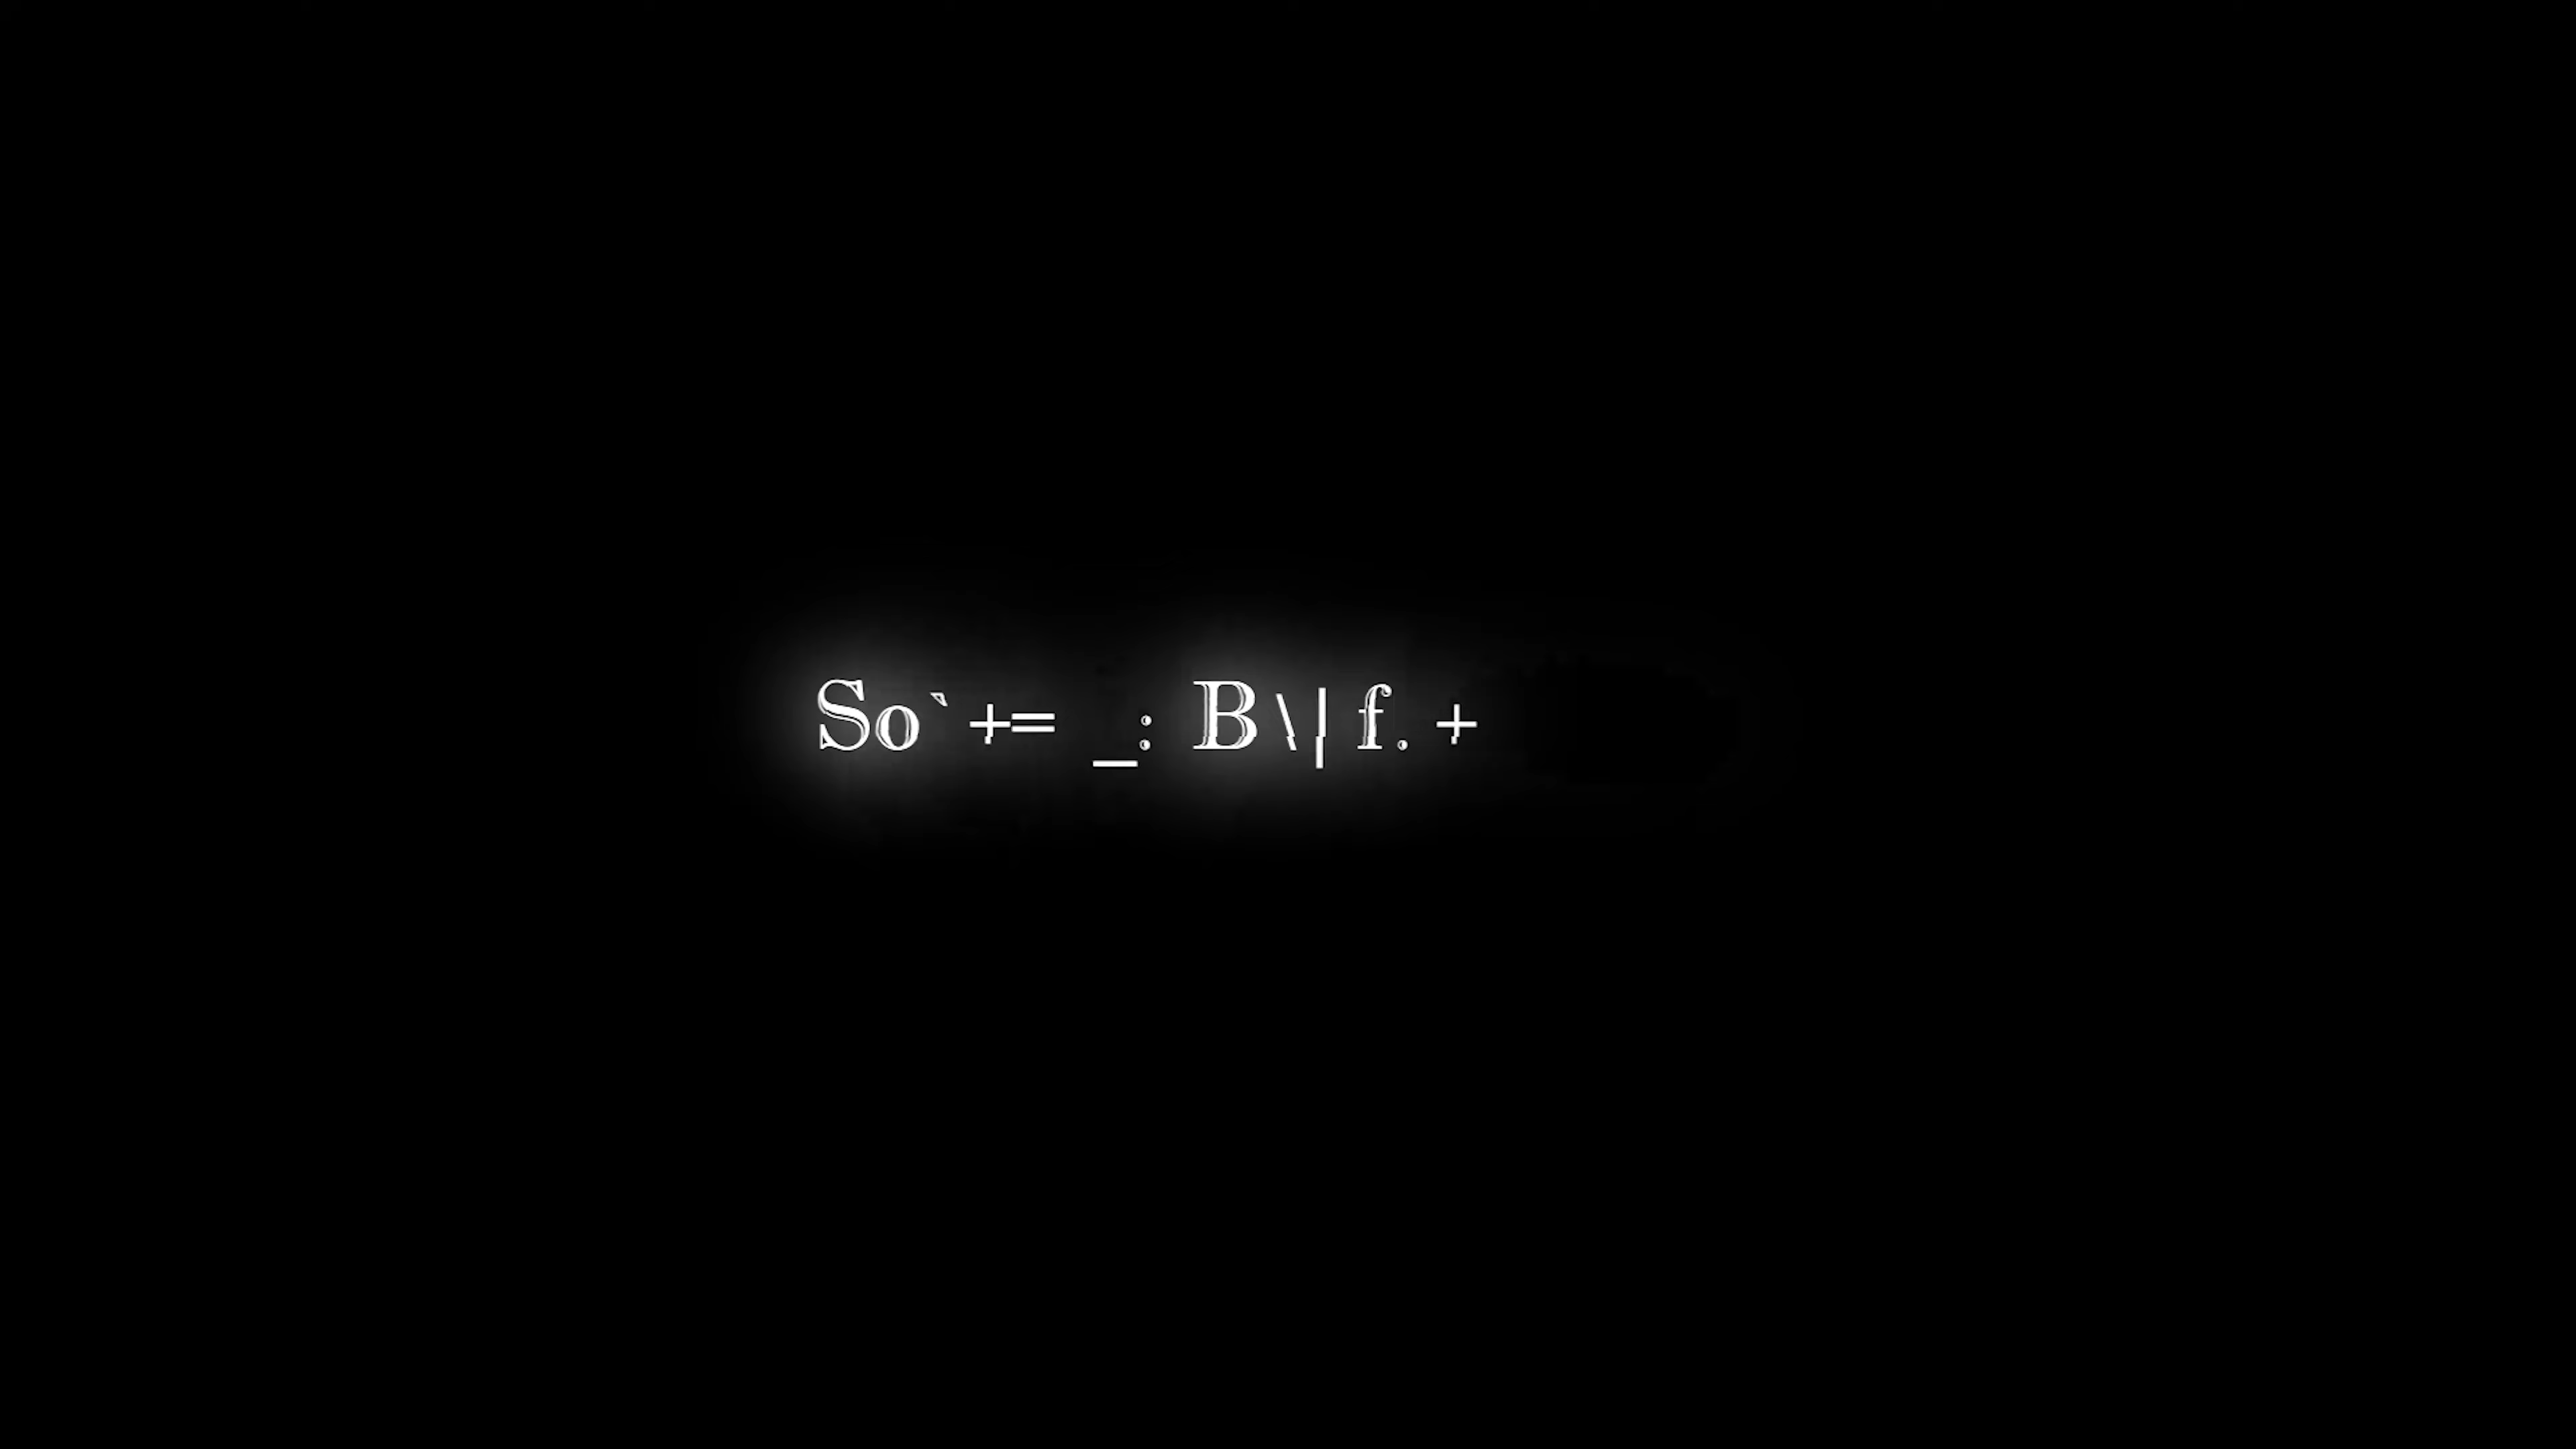 So` += _: B\| f. +